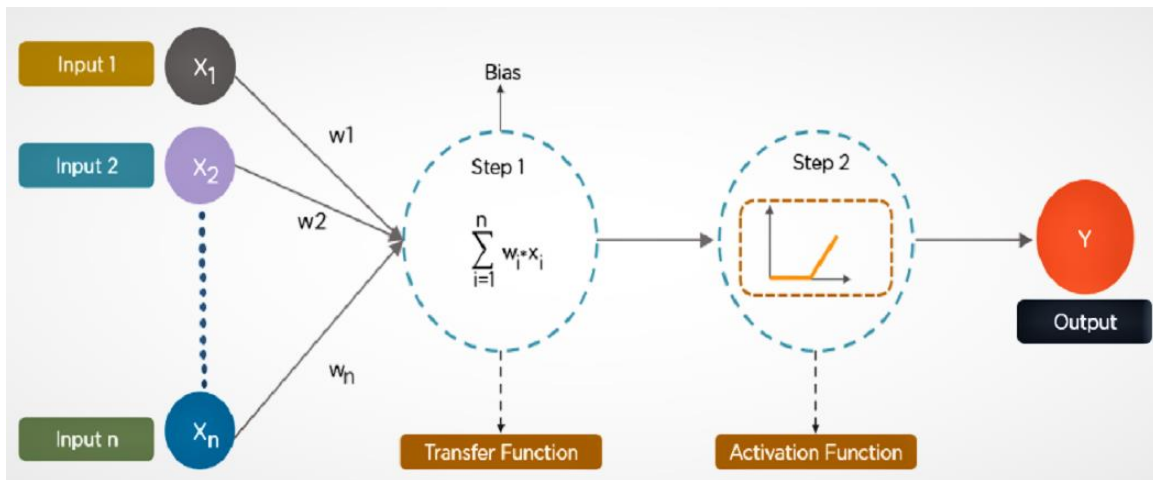 Input 1
X1
w1
Input 2
X2
w2
Input n
Xn
wn
Bias
Step 1
n
∑ wi*xi
i=1
Transfer Function
Step 2
Activation Function
Y
Output